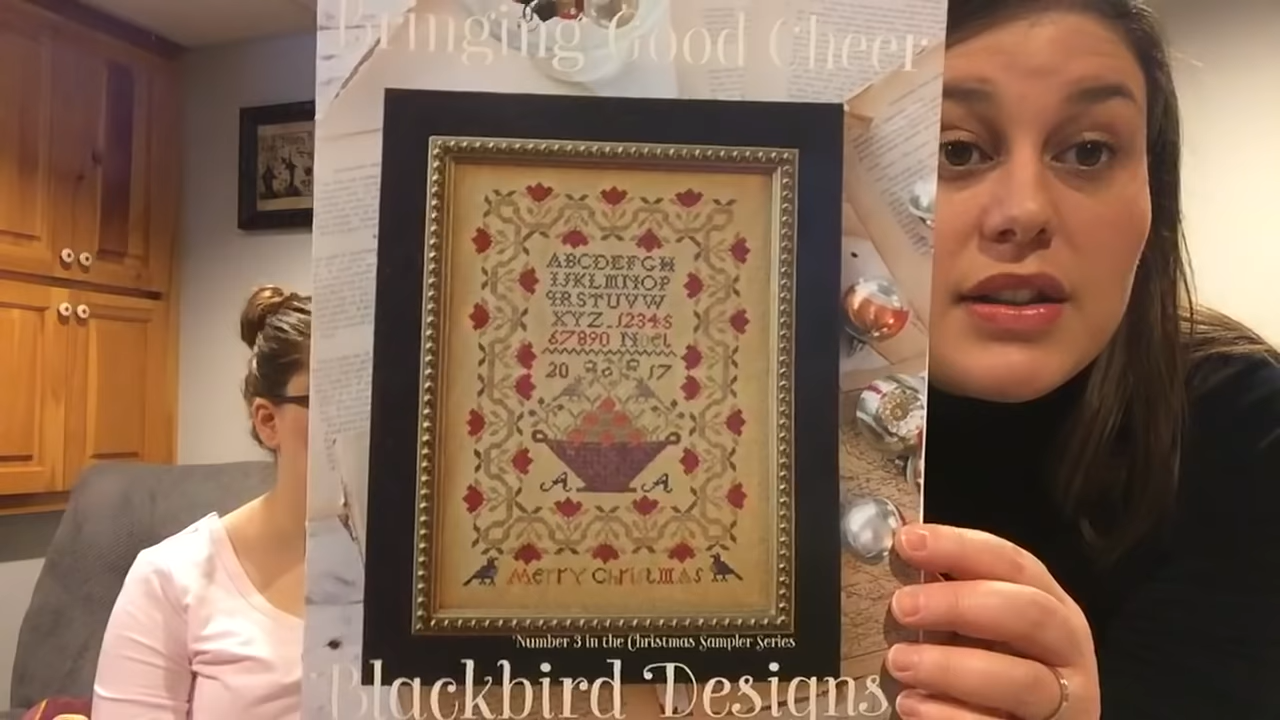 Bringing Good Cheer
ABCDEFGH
IJKLMNOP
QRSTUVW
XYZ 12345
67890 Noel
20 17
A A
Merry Christmas
Number 3 in the Christmas Sampler Series
Blackbird Designs